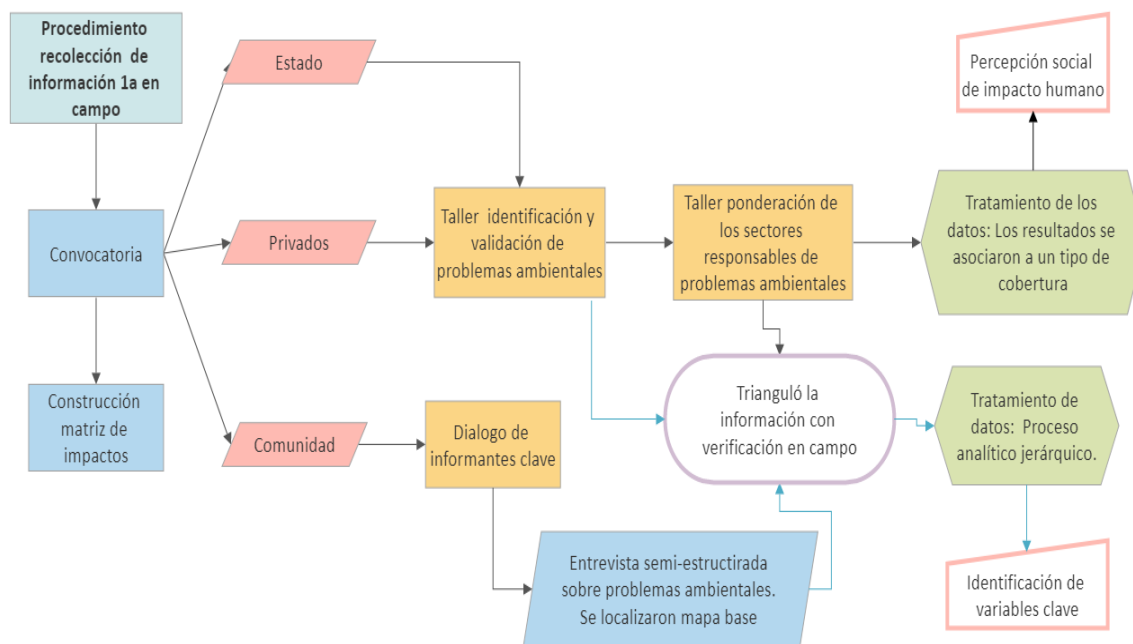 Procedimiento
recolección de
información 1a en
campo
Estado
Percepción social
de impacto humano
Convocatoria
Privados
Taller identificación y
validación de
problemas ambientales
Taller ponderación de
los sectores
responsables de
problemas ambientales
Tratamiento de los
datos: Los resultados se
asociaron a un tipo de
cobertura
Construcción
matriz de
impactos
Comunidad
Dialogo de
informantes clave
Trianguló la
información con
verificación en campo
Tratamiento de
datos: Proceso
analítico jerárquico.
Entrevista semi-estructirada
sobre problemas ambientales.
Se localizaron mapa base
Identificación de
variables clave